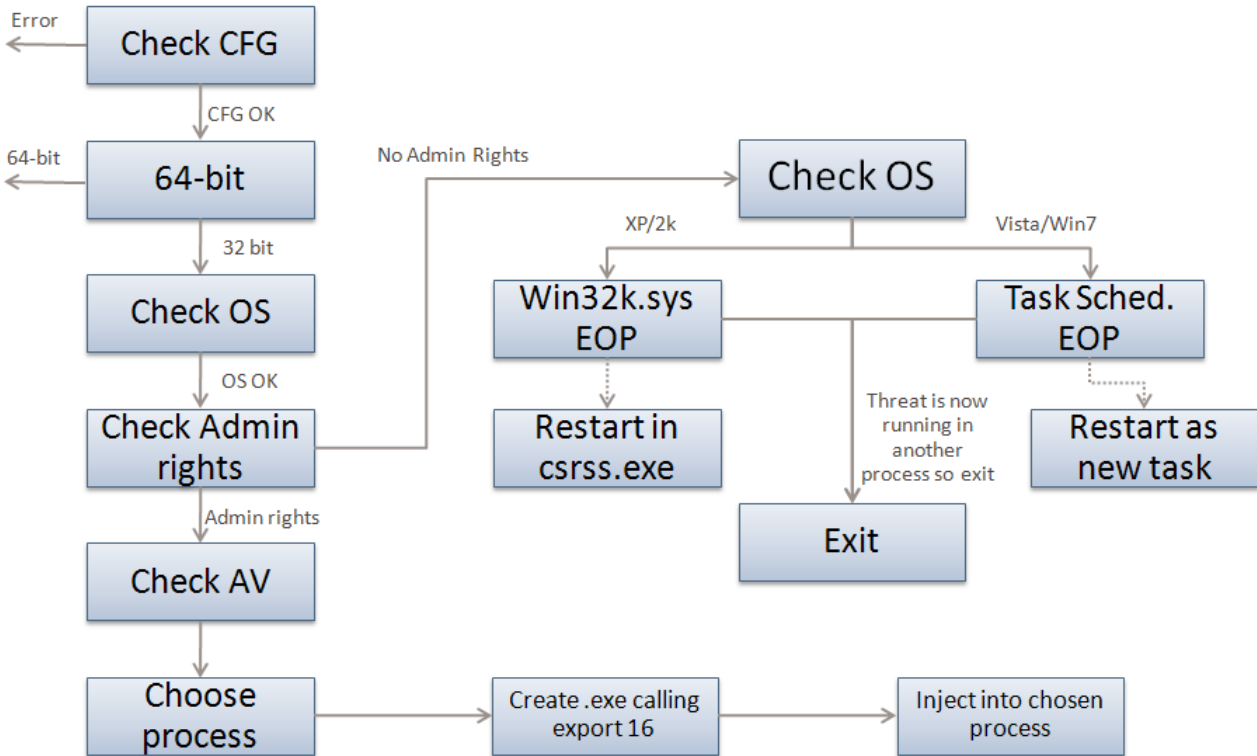 Error
Check CFG
CFG OK
64-bit
64-bit
32 bit
Check OS
OS OK
Check Admin
rights
Admin rights
Check AV
Choose
process
Create .exe calling
export 16
Inject into chosen
process
No Admin Rights
Check OS
XP/2k
Vista/Win7
Win32k.sys
EOP
Task Sched.
EOP
Restart in
csrss.exe
Threat is now
running in
another
process so exit
Restart as
new task
Exit